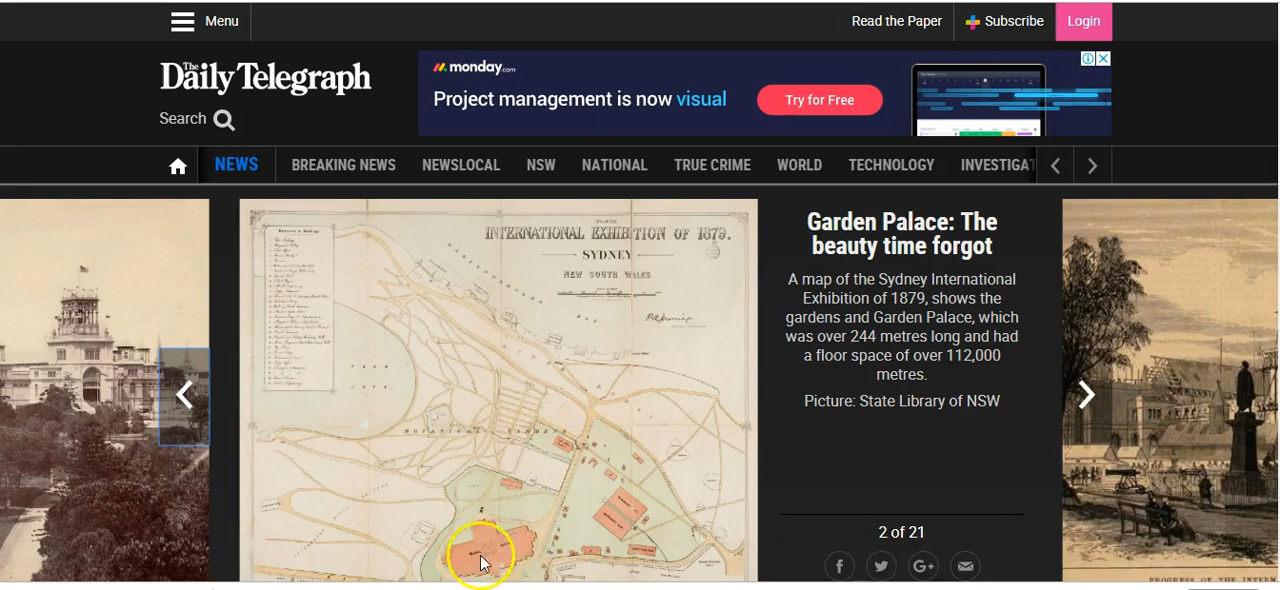 Menu
Read the Paper
Subscribe
Login
The Daily Telegraph
Search
monday.com
Project management is now visual
Try for Free
NEWS
BREAKING NEWS
NEWSLOCAL
NSW
NATIONAL
TRUE CRIME
WORLD
TECHNOLOGY
INVESTIGAT
INTERNATIONAL EXHIBITION OF 1879.
SYDNEY
NEW SOUTH WALES
BOTANICAL GARDENS
Garden Palace: The
beauty time forgot
A map of the Sydney International
Exhibition of 1879, shows the
gardens and Garden Palace, which
was over 244 metres long and had
a floor space of over 112,000
metres.
Picture: State Library of NSW
2 of 21
PROGRESS OF THE INTERN